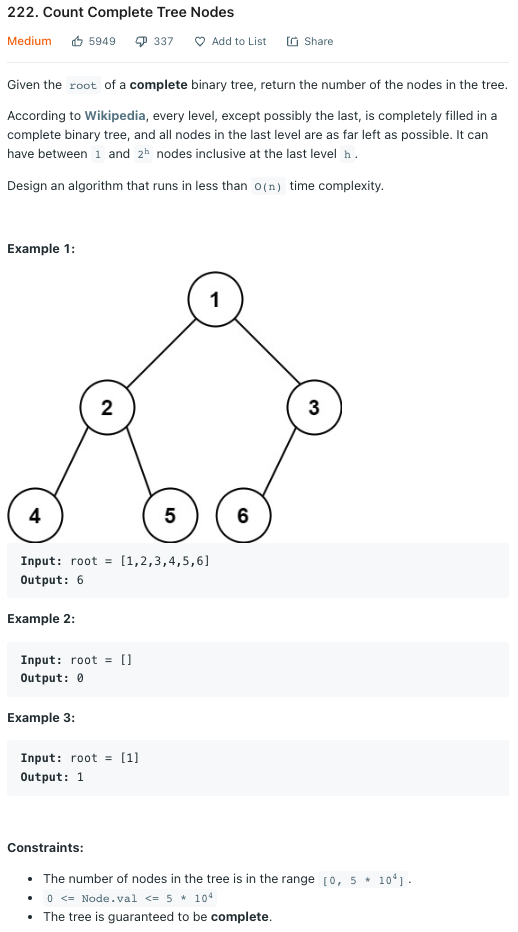 222. Count Complete Tree Nodes
Medium 5949 337 Add to List Share
Given the root of a complete binary tree, return the number of the nodes in the tree.
According to Wikipedia, every level, except possibly the last, is completely filled in a
complete binary tree, and all nodes in the last level are as far left as possible. It can
have between 1 and 2ʰ nodes inclusive at the last level h.
Design an algorithm that runs in less than O(n) time complexity.
Example 1:
1
2 3
4 5 6
Input: root = [1,2,3,4,5,6]
Output: 6
Example 2:
Input: root = []
Output: 0
Example 3:
Input: root = [1]
Output: 1
Constraints:
• The number of nodes in the tree is in the range [0, 5 * 10⁴].
• 0 <= Node.val <= 5 * 10⁴
• The tree is guaranteed to be complete.